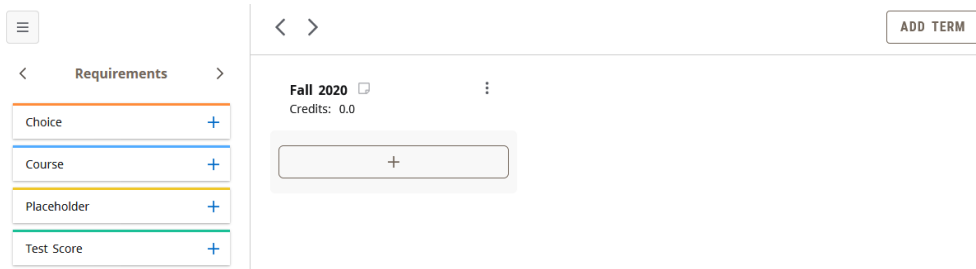 ADD TERM
Requirements
Choice
Course
Placeholder
Test Score
Fall 2020
Credits: 0.0